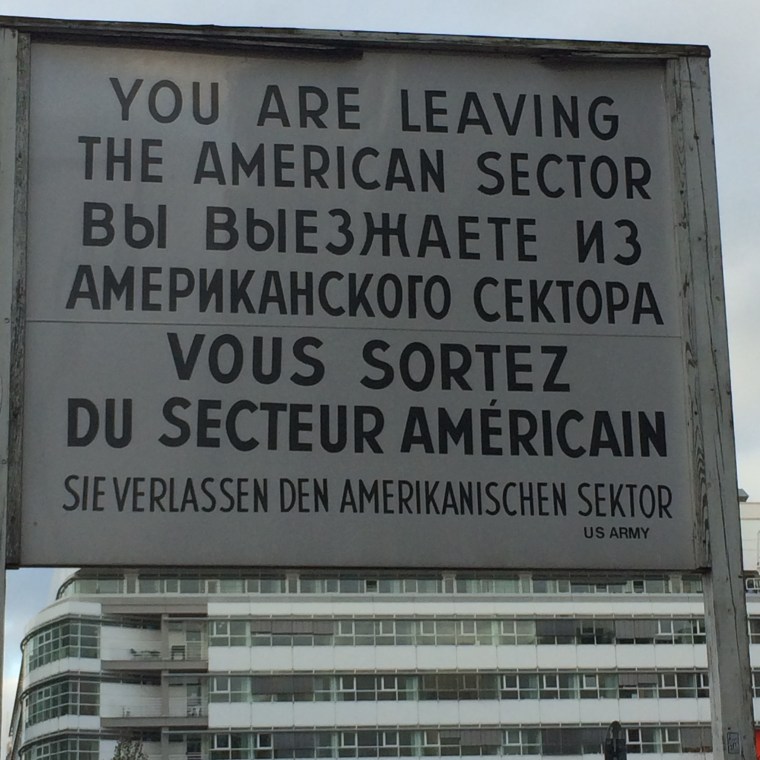 YOU ARE LEAVING
THE AMERICAN SECTOR
ВЫ ВЫЕЗЖАЕТЕ ИЗ
АМЕРИКАНСКОГО СЕКТОРА
VOUS SORTEZ
DU SECTEUR AMÉRICAIN
SIE VERLASSEN DEN AMERIKANISCHEN SEKTOR
US ARMY